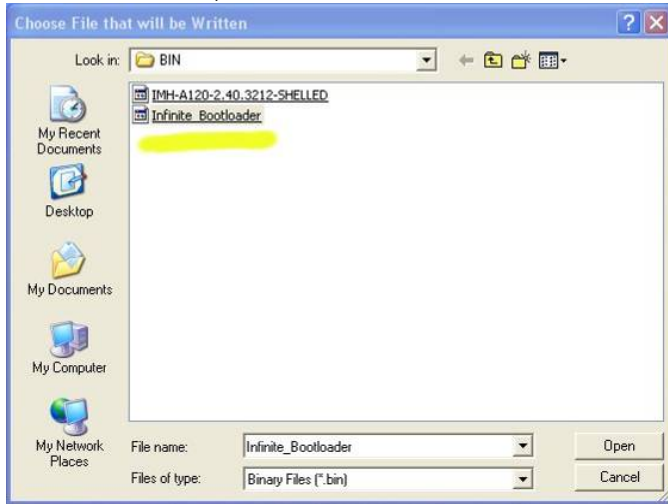 Choose File that will be Written
Look in: BIN
IMH-A120-2.40.3212-SHELLED
Infinite_Bootloader
My Recent
Documents
Desktop
My Documents
My Computer
My Network
Places
File name: Infinite_Bootloader Open
Files of type: Binary Files (*.bin) Cancel